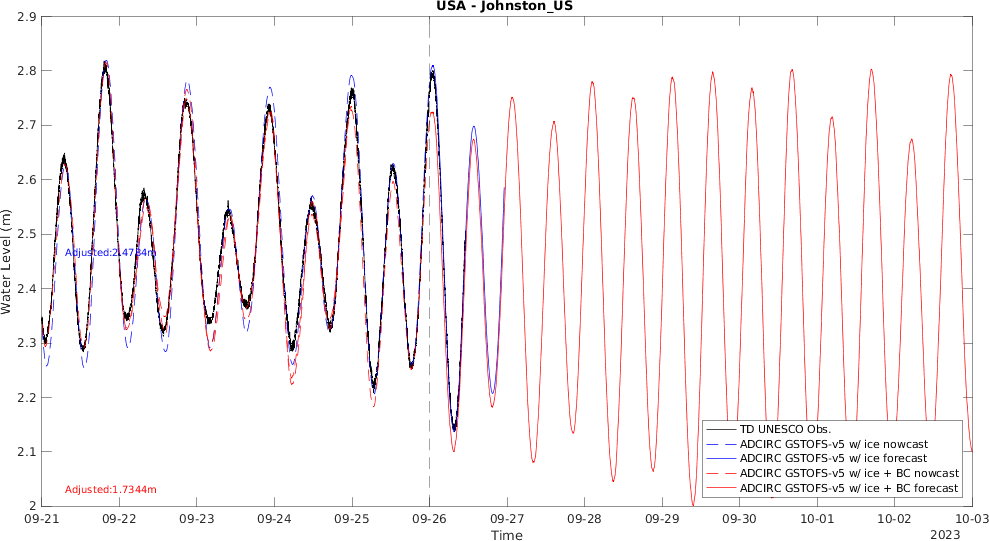 USA - Johnston_US
2.9
2.8
2.7
2.6
2.5
2.4
2.3
2.2
2.1
2
Water Level (m)
Adjusted:2.4734m
Adjusted:1.7344m
TD UNESCO Obs.
ADCIRC GSTOFS-v5 w/ ice nowcast
ADCIRC GSTOFS-v5 w/ ice forecast
ADCIRC GSTOFS-v5 w/ ice + BC nowcast
ADCIRC GSTOFS-v5 w/ ice + BC forecast
09-21 09-22 09-23 09-24 09-25 09-26 09-27 09-28 09-29 09-30 10-01 10-02 10-03
Time
2023